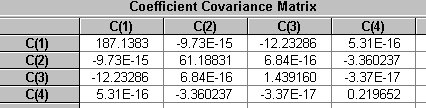 Coefficient Covariance Matrix
C(1) C(2) C(3) C(4)
C(1) 187.1383 -9.73E-15 -12.23286 5.31E-16
C(2) -9.73E-15 61.18831 6.84E-16 -3.360237
C(3) -12.23286 6.84E-16 1.439160 -3.37E-17
C(4) 5.31E-16 -3.360237 -3.37E-17 0.219652